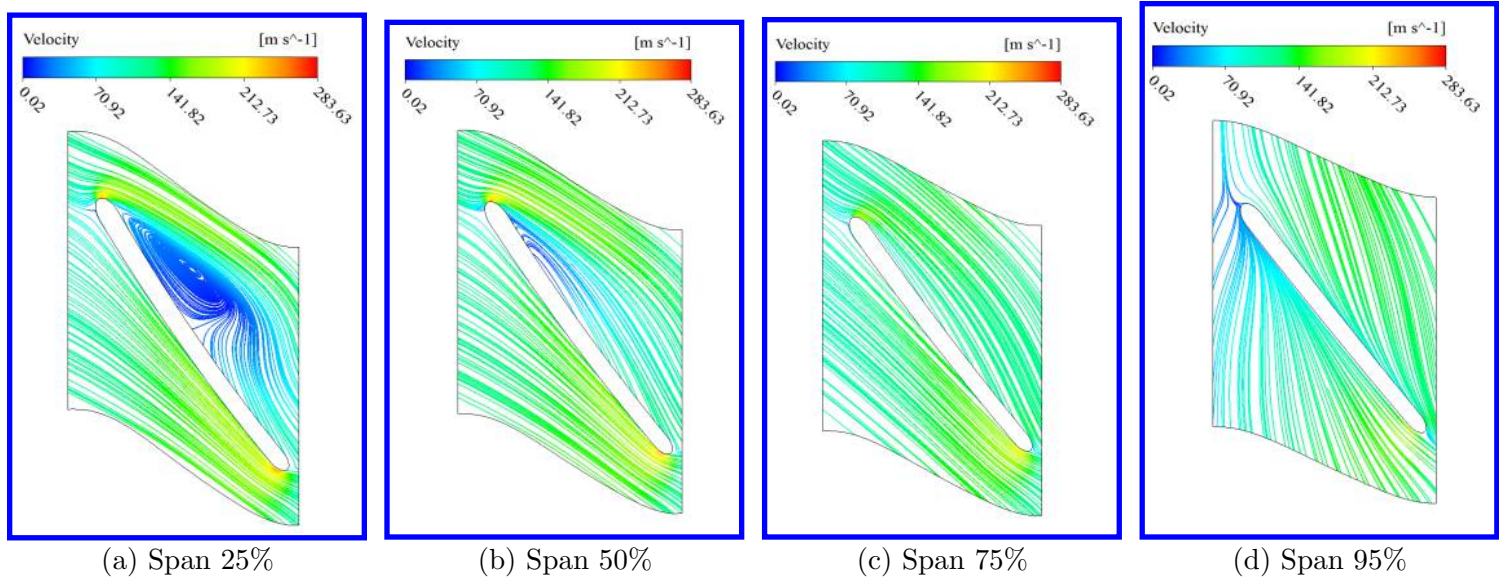 Velocity [m s^-1]
0.02 70.92 141.82 212.73 283.63
(a) Span 25%
Velocity [m s^-1]
0.02 70.92 141.82 212.73 283.63
(b) Span 50%
Velocity [m s^-1]
0.02 70.92 141.82 212.73 283.63
(c) Span 75%
Velocity [m s^-1]
0.02 70.92 141.82 212.73 283.63
(d) Span 95%